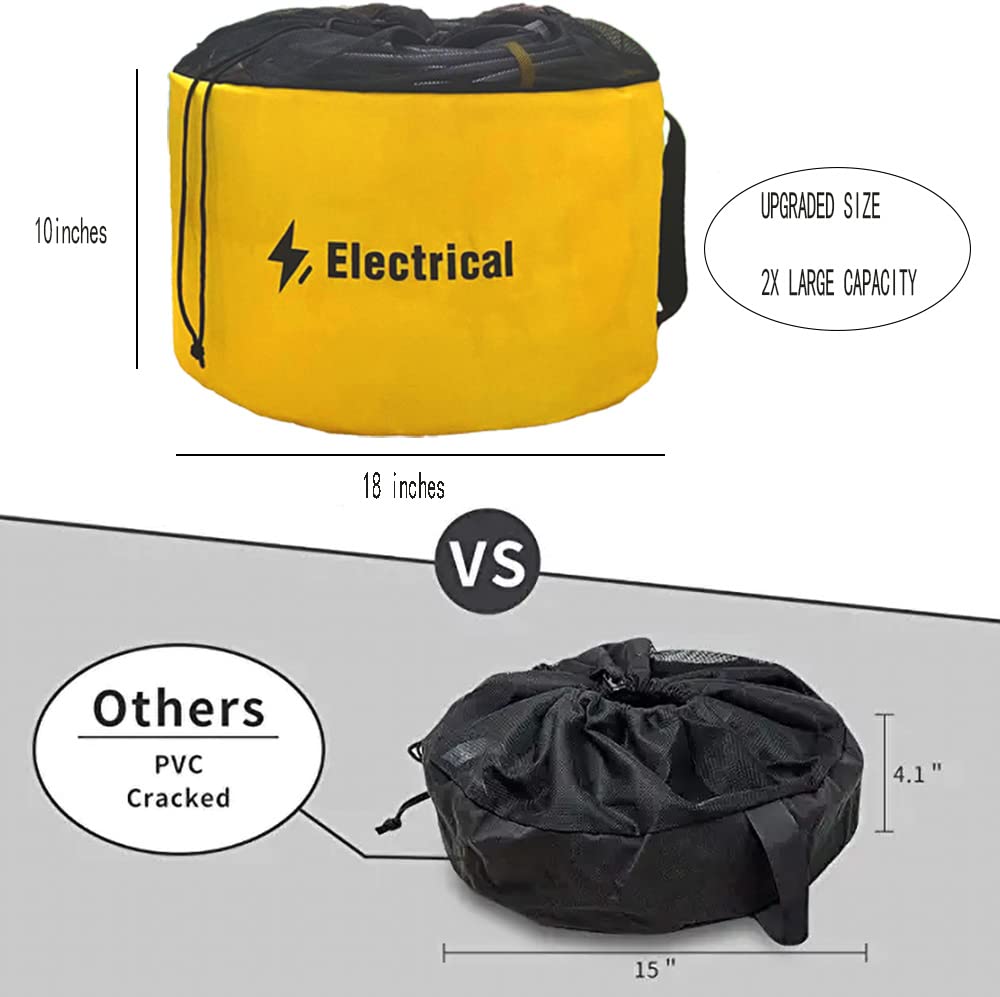 10inches
Electrical
UPGRADED SIZE
2X LARGE CAPACITY
18 inches
VS
Others
PVC
Cracked
4.1"
15"